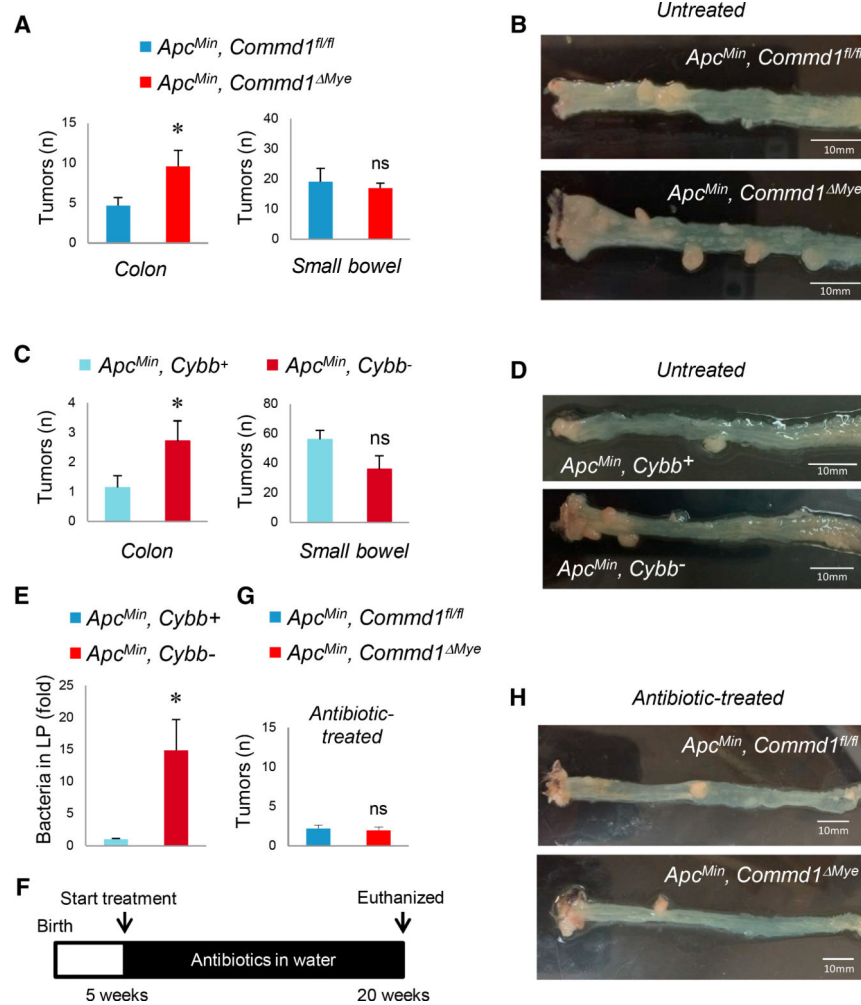 A
Apc^Min, Commd1^fl/fl
Apc^Min, Commd1^ΔMye
Tumors (n)
15
10
5
0
*
Colon
Tumors (n)
40
30
20
10
0
ns
Small bowel
B
Untreated
Apc^Min, Commd1^fl/fl
10mm
Apc^Min, Commd1^ΔMye
10mm
C
Apc^Min, Cybb+
Apc^Min, Cybb-
Tumors (n)
4
3
2
1
0
*
Colon
Tumors (n)
80
60
40
20
0
ns
Small bowel
D
Untreated
Apc^Min, Cybb+
10mm
Apc^Min, Cybb-
10mm
E
Apc^Min, Cybb+
Apc^Min, Cybb-
Bacteria in LP (fold)
25
20
15
10
5
0
*
G
Apc^Min, Commd1^fl/fl
Apc^Min, Commd1^ΔMye
Antibiotic-
treated
Tumors (n)
15
10
5
0
ns
H
Antibiotic-treated
Apc^Min, Commd1^fl/fl
10mm
Apc^Min, Commd1^ΔMye
10mm
F
Start treatment
Euthanized
Birth
Antibiotics in water
5 weeks
20 weeks